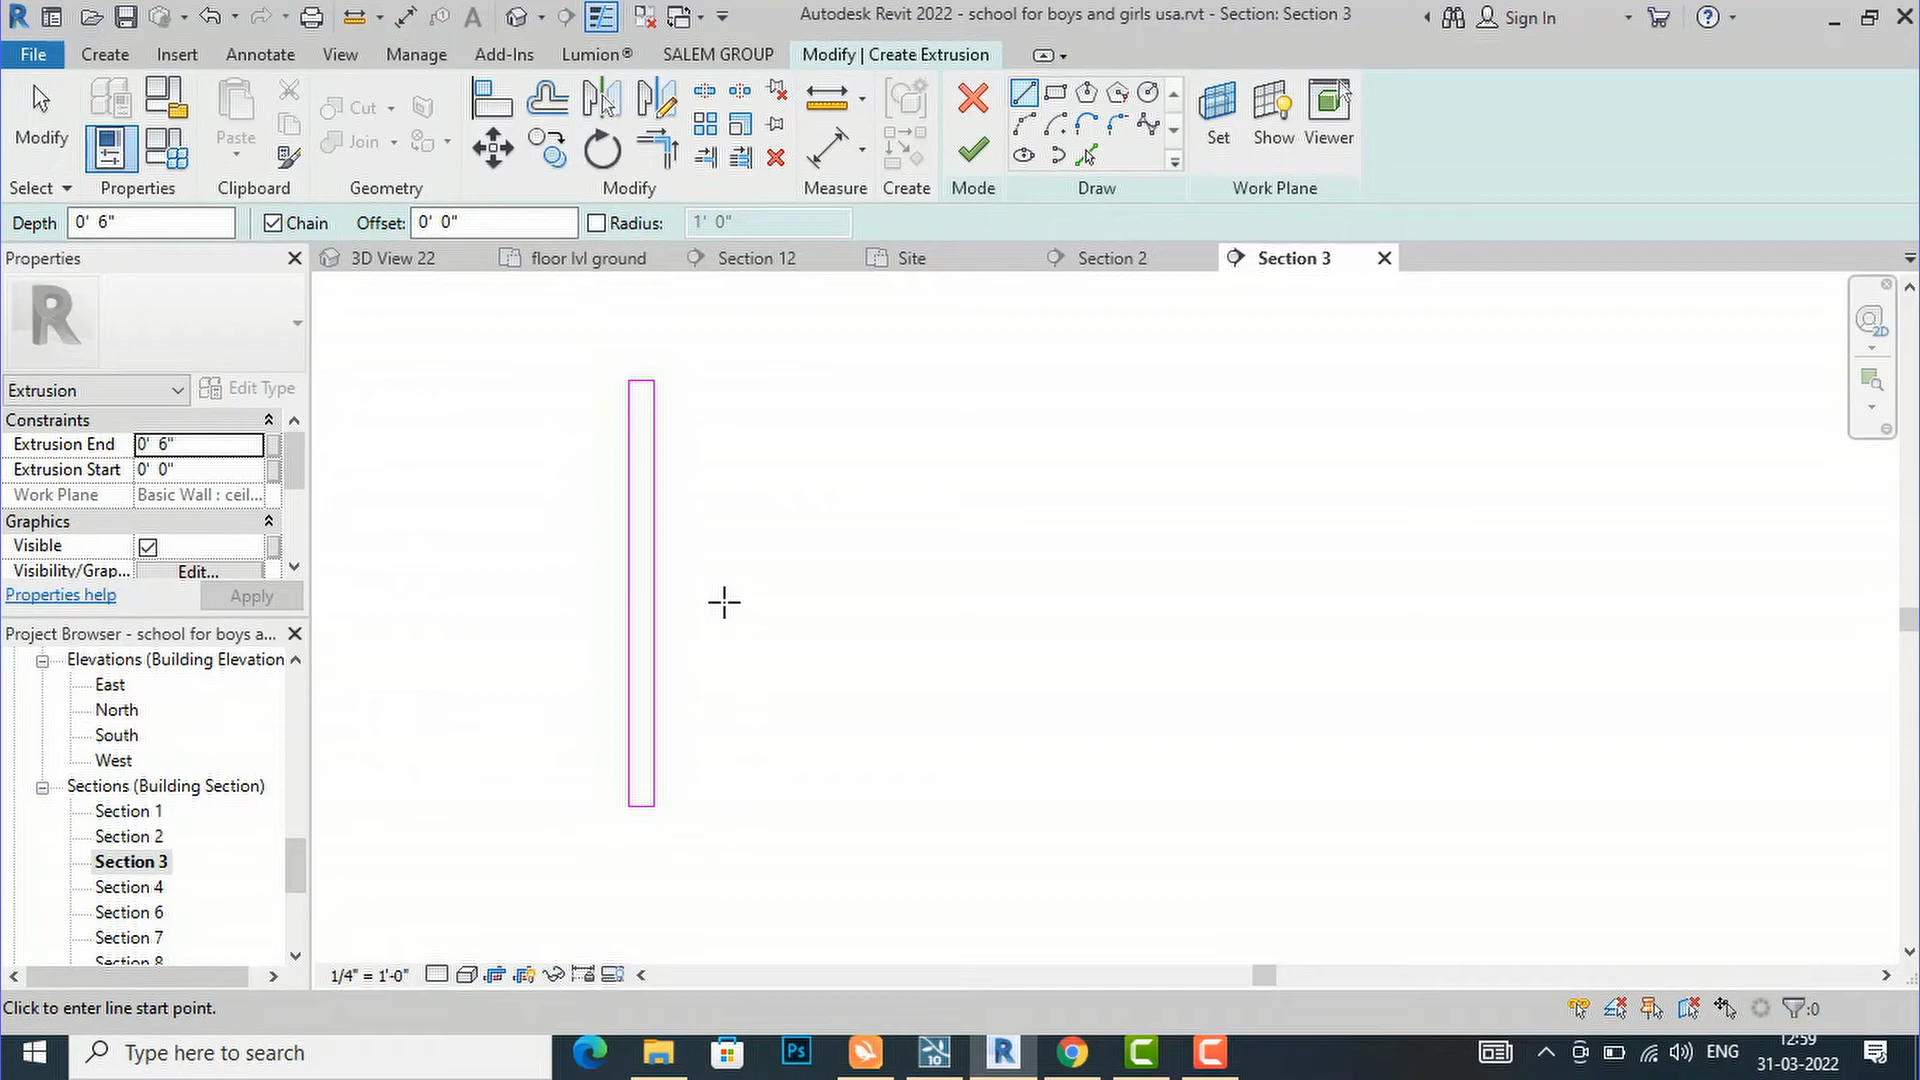 Autodesk Revit 2022 - school for boys and girls usa.rvt - Section: Section 3
Sign In
File
Create
Insert
Annotate
View
Manage
Add-Ins
Lumion®
SALEM GROUP
Modify | Create Extrusion
Modify
Paste
Cut
Join
Set
Show
Viewer
Select
Properties
Clipboard
Geometry
Modify
Measure
Create
Mode
Draw
Work Plane
Depth
0' 6"
Chain
Offset:
0' 0"
Radius:
1' 0"
Properties
3D View 22
floor lvl ground
Section 12
Site
Section 2
Section 3
2D
Extrusion
Edit Type
Constraints
Extrusion End
0' 6"
Extrusion Start
0' 0"
Work Plane
Basic Wall : ceil...
Graphics
Visible
Visibility/Grap...
Edit...
Properties help
Apply
Project Browser - school for boys a...
Elevations (Building Elevation
East
North
South
West
Sections (Building Section)
Section 1
Section 2
Section 3
Section 4
Section 6
Section 7
Section 8
1/4" = 1'-0"
Click to enter line start point.
:0
Type here to search
Ps
10
ENG
12:59
31-03-2022